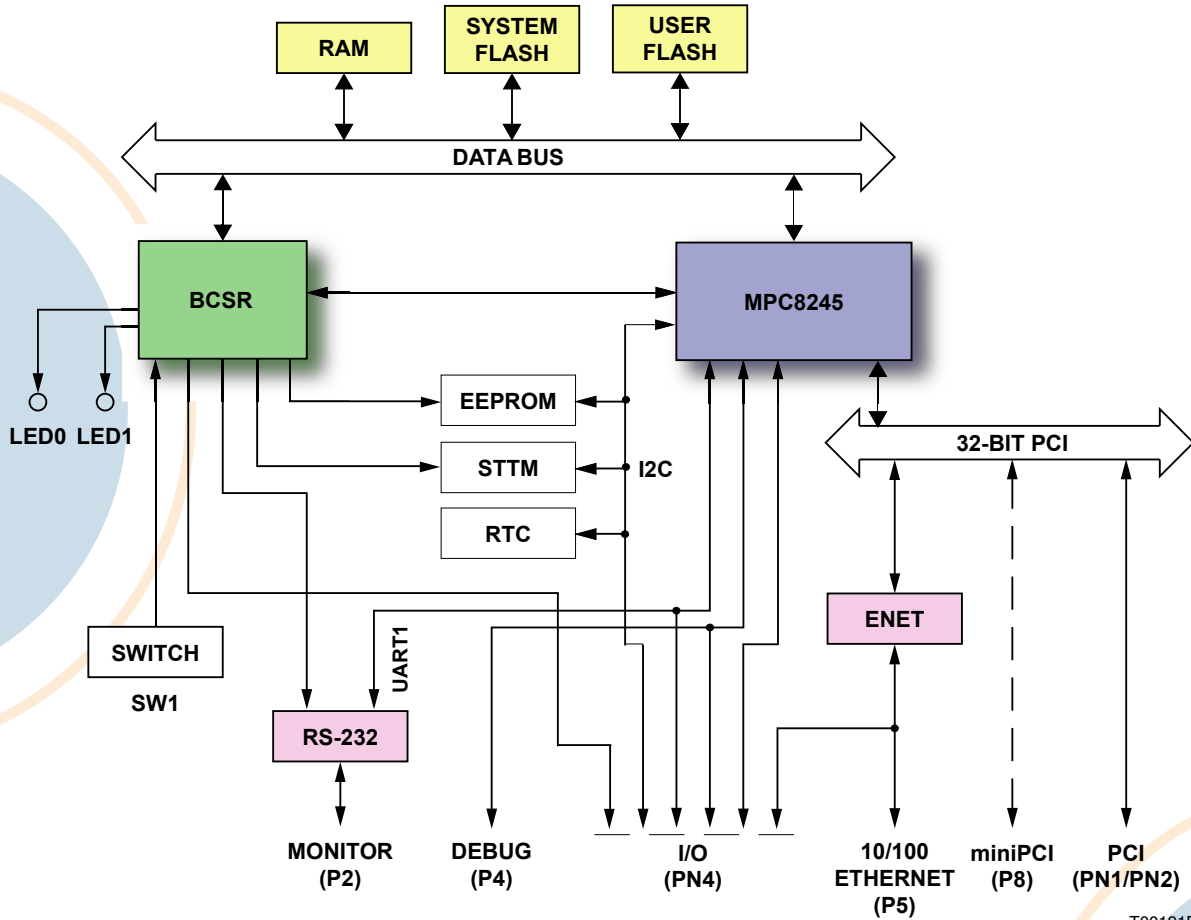 RAM
SYSTEM
FLASH
USER
FLASH
DATA BUS
BCSR
MPC8245
LED0 LED1
EEPROM
STTM
RTC
I2C
32-BIT PCI
SWITCH
SW1
UART1
ENET
RS-232
MONITOR
(P2)
DEBUG
(P4)
I/O
(PN4)
10/100
ETHERNET
(P5)
miniPCI
(P8)
PCI
(PN1/PN2)